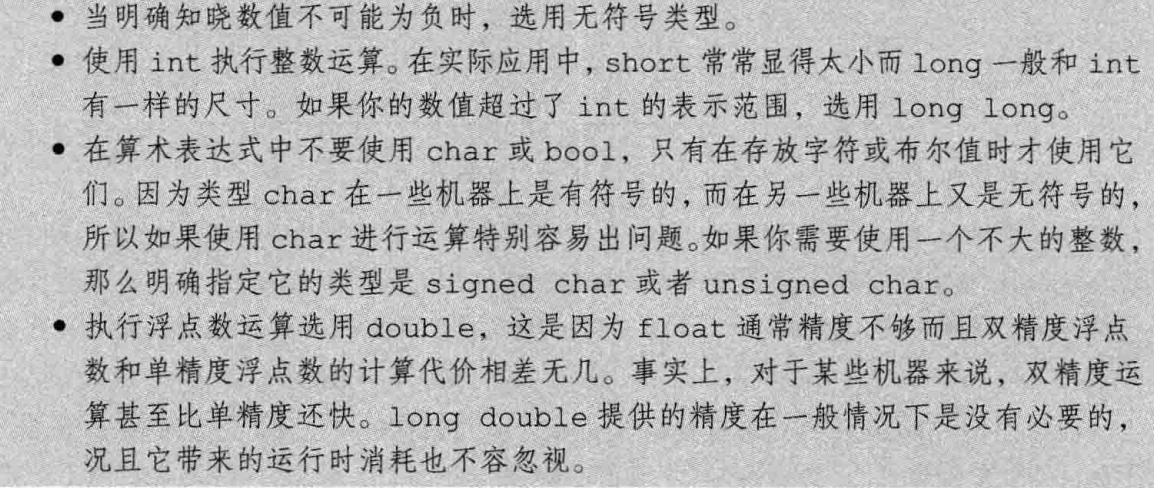 • 当明确知晓数值不可能为负时，选用无符号类型。
• 使用 int 执行整数运算。在实际应用中，short 常常显得太小而 long 一般和 int
有一样的尺寸。如果你的数值超过了 int 的表示范围，选用 long long。
• 在算术表达式中不要使用 char 或 bool，只有在存放字符或布尔值时才使用它
们。因为类型 char 在一些机器上是有符号的，而在另一些机器上又是无符号的，
所以如果使用 char 进行运算特别容易出问题。如果你需要使用一个不大的整数，
那么明确指定它的类型是 signed char 或者 unsigned char。
• 执行浮点数运算选用 double，这是因为 float 通常精度不够而且双精度浮点
数和单精度浮点数的计算代价相差无几。事实上，对于某些机器来说，双精度运
算甚至比单精度还快。long double 提供的精度在一般情况下是没有必要的，
况且它带来的运行时消耗也不容忽视。